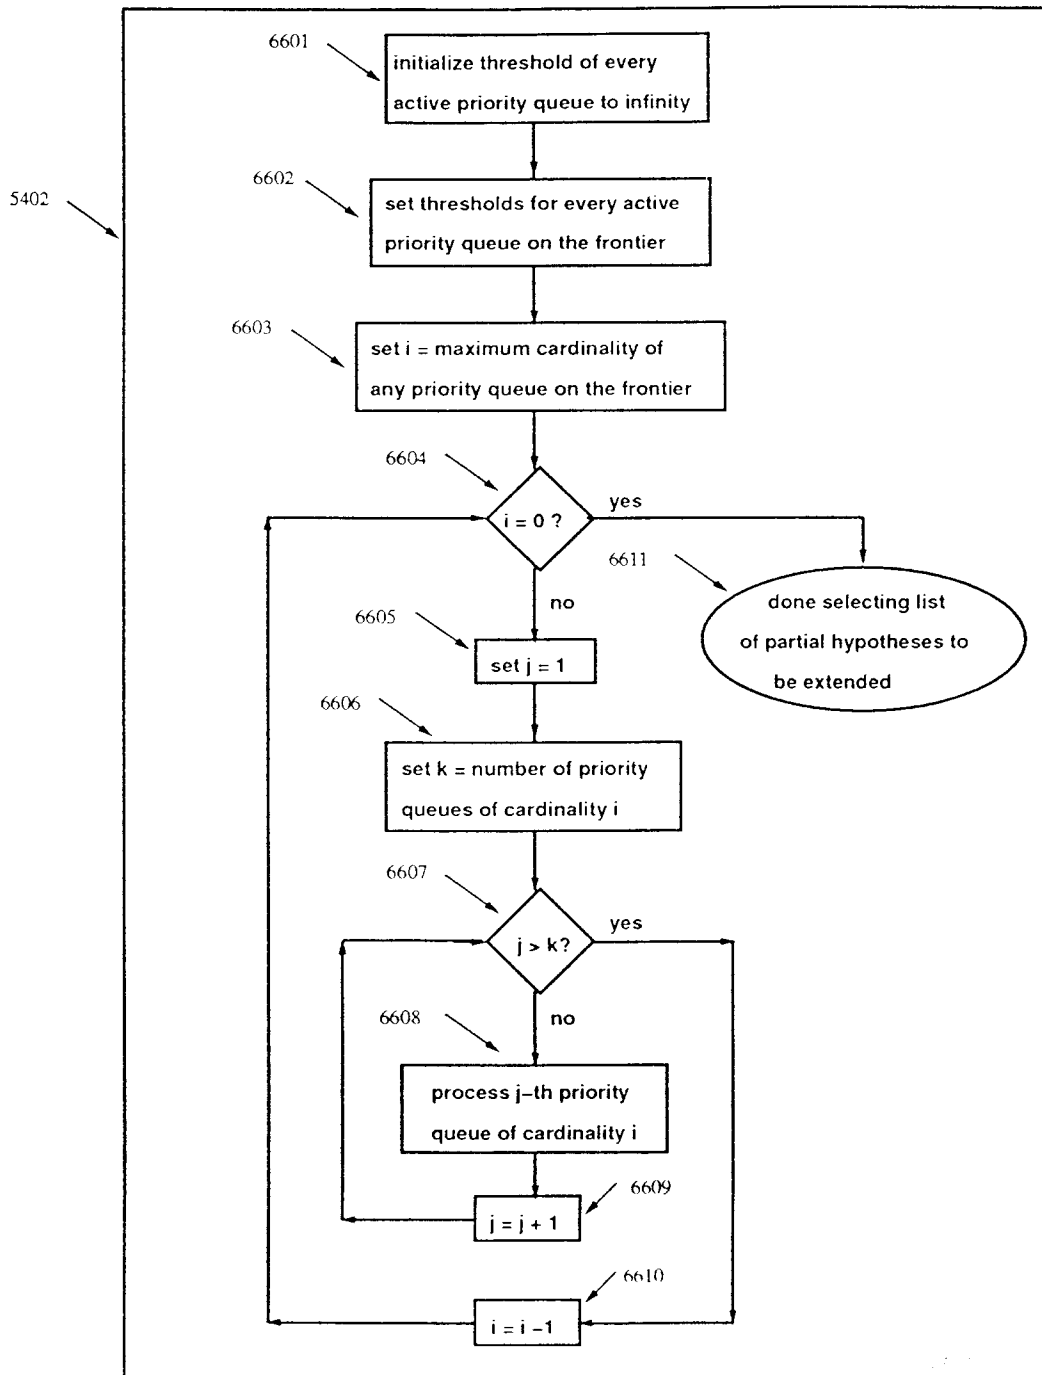 6601
initialize threshold of every
active priority queue to infinity
6602
set thresholds for every active
priority queue on the frontier
5402
6603
set i = maximum cardinality of
any priority queue on the frontier
6604
i = 0 ?
yes
no
6611
done selecting list
of partial hypotheses to
be extended
6605
set j = 1
6606
set k = number of priority
queues of cardinality i
6607
j > k?
yes
no
6608
process j-th priority
queue of cardinality i
6609
j = j + 1
6610
i = i -1